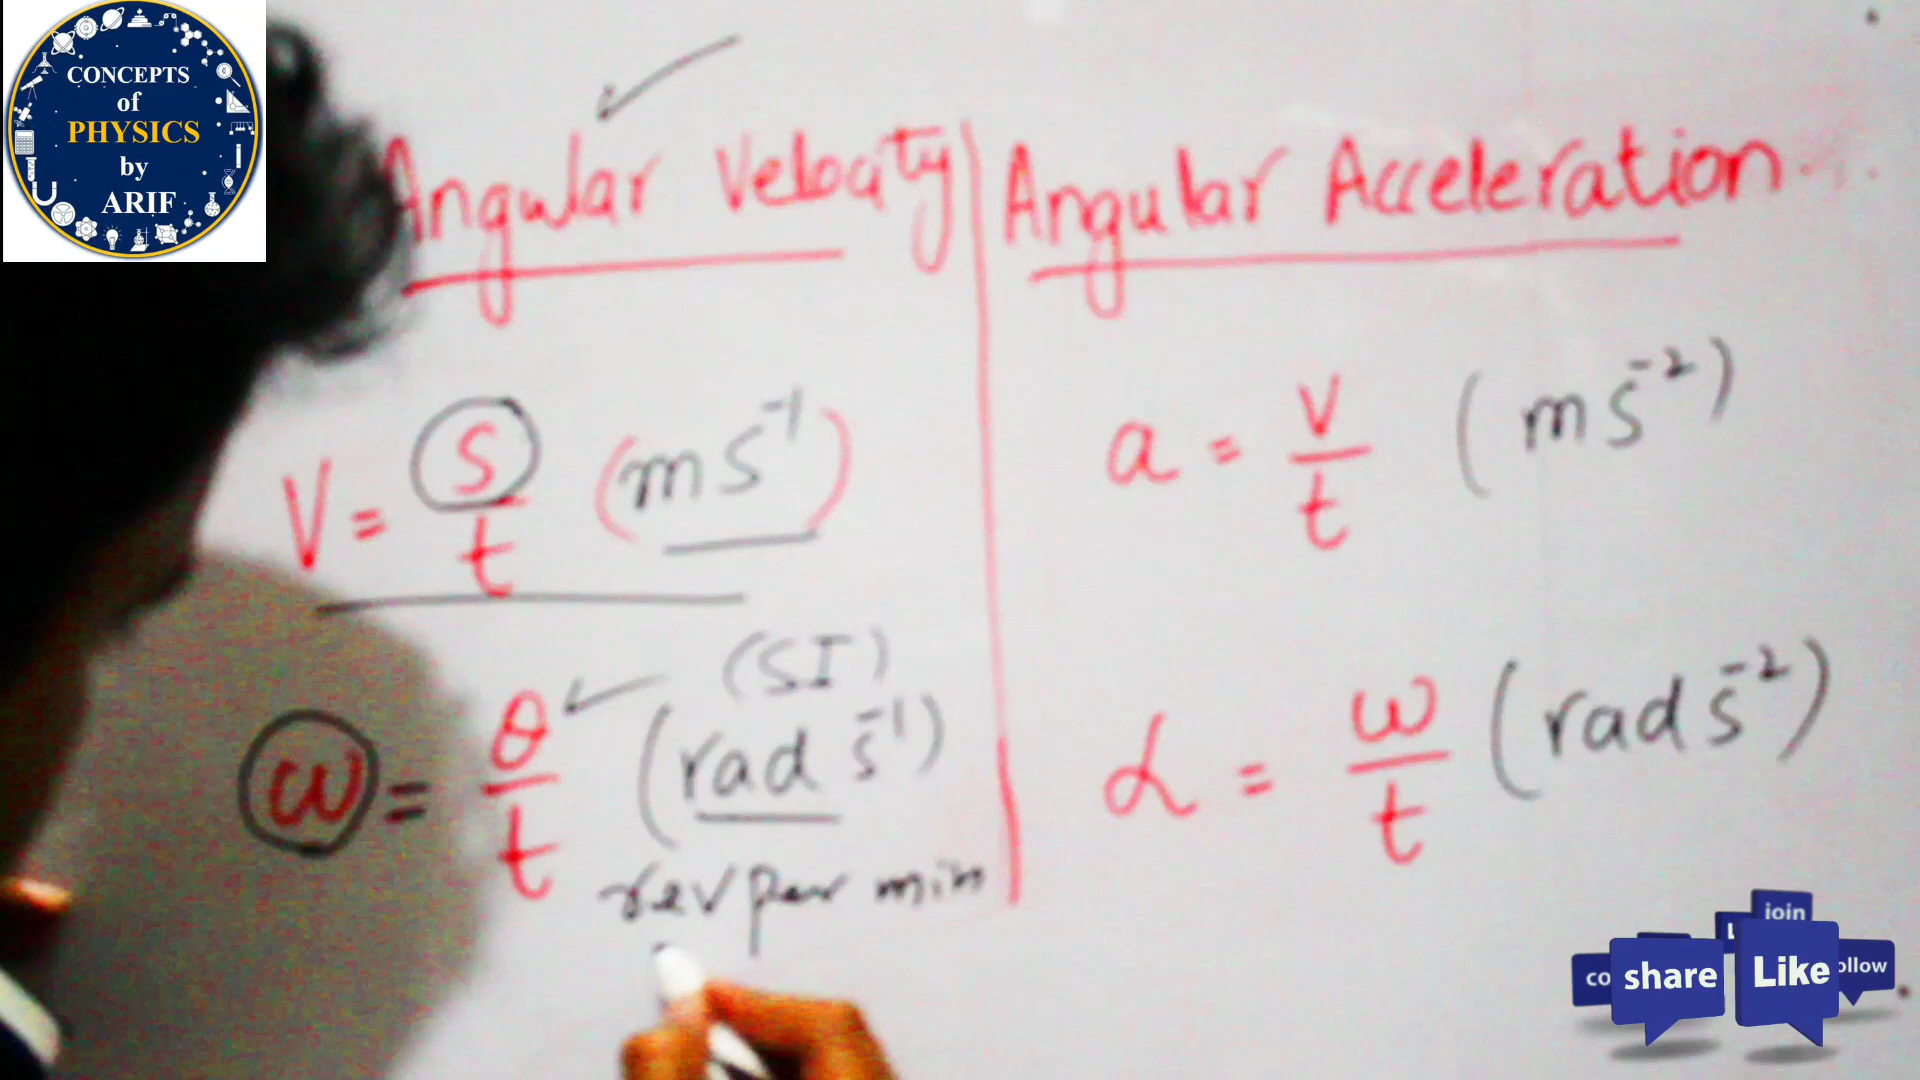 CONCEPTS
of
PHYSICS
by
ARIF
Angular Velocity
V = s/t (ms⁻¹)
(SI)
ω = θ/t (rad s⁻¹)
rev per min
Angular Acceleration
a = v/t (ms⁻²)
α = ω/t (rad s⁻²)
join
share
Like